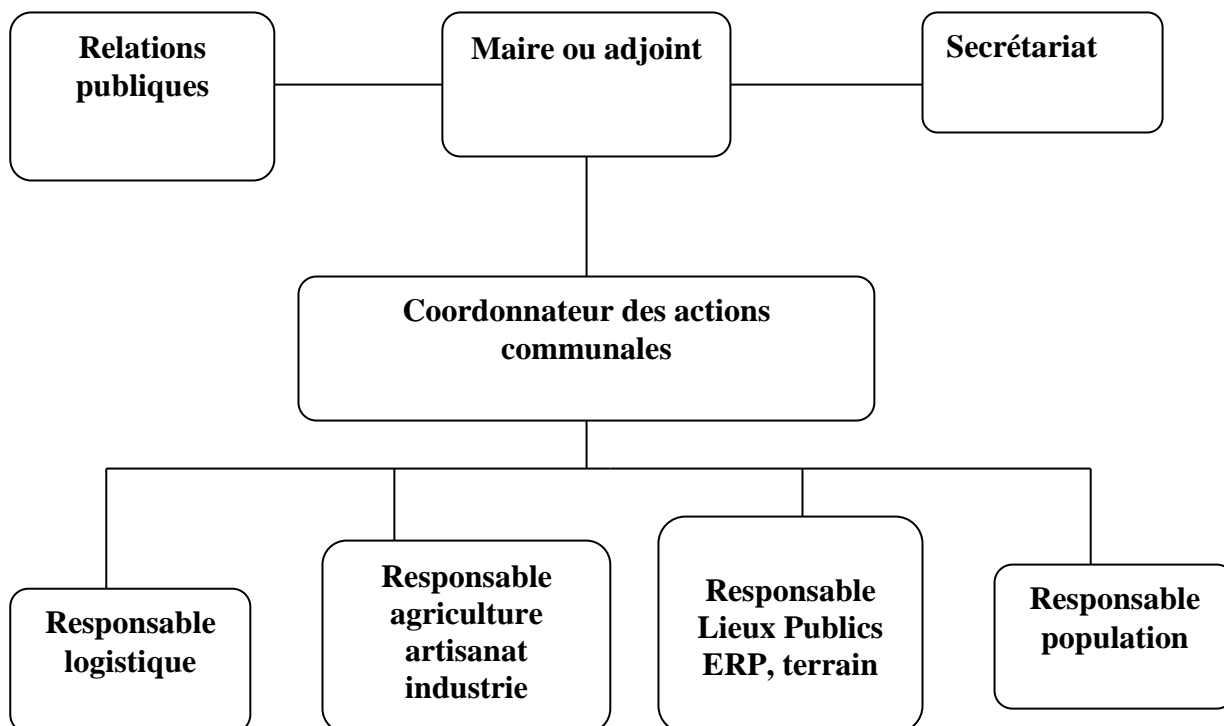 Relations
publiques
Maire ou adjoint
Secrétariat
Coordonnateur des actions
communales
Responsable
logistique
Responsable
agriculture
artisanat
industrie
Responsable
Lieux Publics
ERP, terrain
Responsable
population